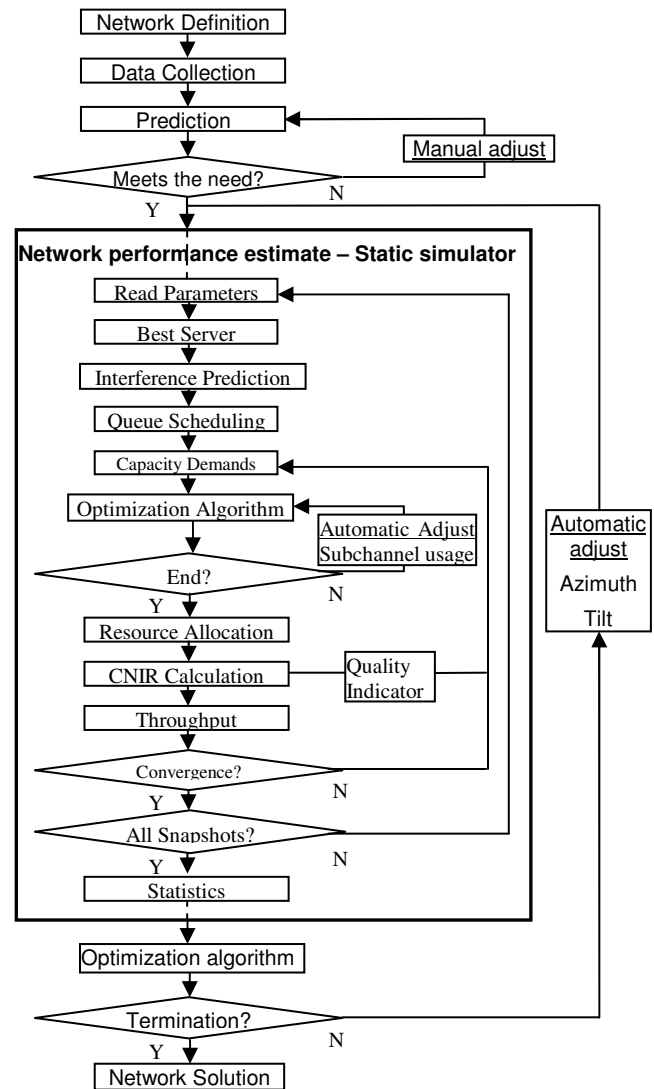 Network Definition
Data Collection
Prediction
Manual adjust
Meets the need?
N
Y
Network performance estimate – Static simulator
Read Parameters
Best Server
Interference Prediction
Queue Scheduling
Capacity Demands
Optimization Algorithm
Automatic Adjust
Subchannel usage
End?
N
Y
Resource Allocation
CNIR Calculation
Quality
Indicator
Throughput
Convergence?
N
Y
All Snapshots?
N
Y
Statistics
Automatic
adjust
Azimuth
Tilt
Optimization algorithm
Termination?
N
Y
Network Solution